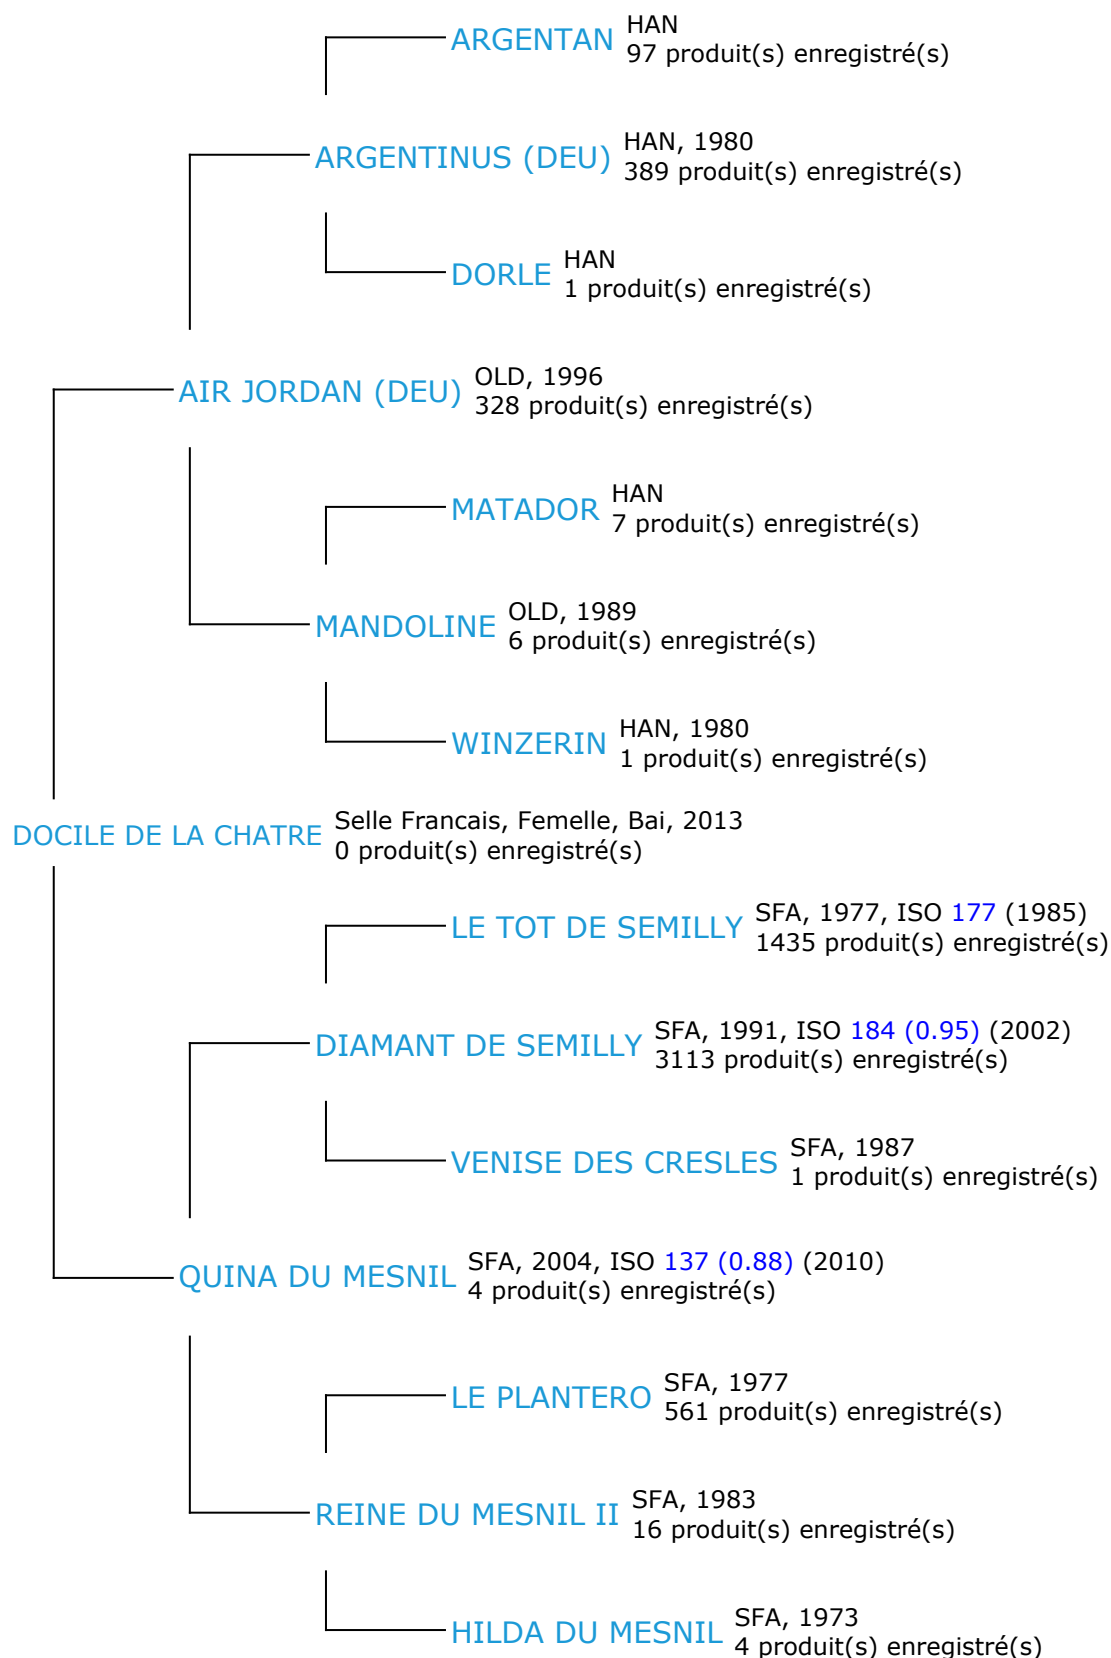 ARGENTAN
HAN
97 produit(s) enregistré(s)
ARGENTINUS (DEU)
HAN, 1980
389 produit(s) enregistré(s)
DORLE
HAN
1 produit(s) enregistré(s)
AIR JORDAN (DEU)
OLD, 1996
328 produit(s) enregistré(s)
MATADOR
HAN
7 produit(s) enregistré(s)
MANDOLINE
OLD, 1989
6 produit(s) enregistré(s)
WINZERIN
HAN, 1980
1 produit(s) enregistré(s)
DOCILE DE LA CHATRE
Selle Francais, Femelle, Bai, 2013
0 produit(s) enregistré(s)
LE TOT DE SEMILLY
SFA, 1977, ISO 177 (1985)
1435 produit(s) enregistré(s)
DIAMANT DE SEMILLY
SFA, 1991, ISO 184 (0.95) (2002)
3113 produit(s) enregistré(s)
VENISE DES CRESLES
SFA, 1987
1 produit(s) enregistré(s)
QUINA DU MESNIL
SFA, 2004, ISO 137 (0.88) (2010)
4 produit(s) enregistré(s)
LE PLANTERO
SFA, 1977
561 produit(s) enregistré(s)
REINE DU MESNIL II
SFA, 1983
16 produit(s) enregistré(s)
HILDA DU MESNIL
SFA, 1973
4 produit(s) enregistré(s)